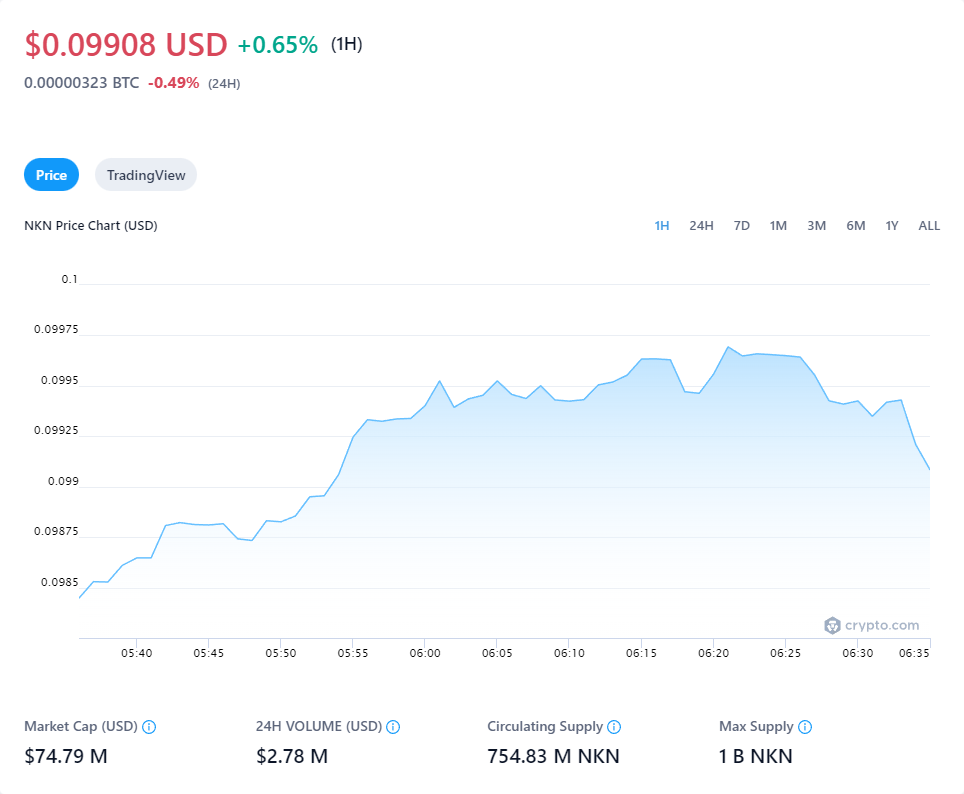 $0.09908 USD +0.65% (1H)
0.00000323 BTC -0.49% (24H)
Price TradingView
NKN Price Chart (USD) 1H 24H 7D 1M 3M 6M 1Y ALL
0.1
0.09975
0.0995
0.09925
0.099
0.09875
0.0985
crypto.com
05:40 05:45 05:50 05:55 06:00 06:05 06:10 06:15 06:20 06:25 06:30 06:35
Market Cap (USD) 24H VOLUME (USD) Circulating Supply Max Supply
$74.79 M $2.78 M 754.83 M NKN 1 B NKN